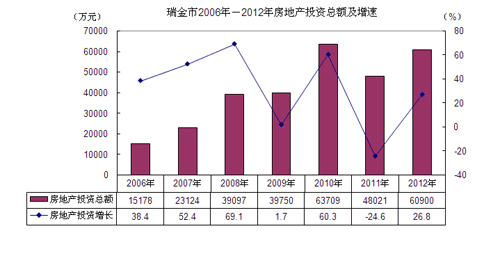 瑞金市2006年－2012年房地产投资总额及增速
（万元） （%）
70000 80
60000 60
50000 40
40000 20
30000 0
20000 -20
10000 -40
0
2006年 2007年 2008年 2009年 2010年 2011年 2012年
房地产投资总额 15178 23124 39097 39750 63709 48021 60900
房地产投资增长 38.4 52.4 69.1 1.7 60.3 -24.6 26.8